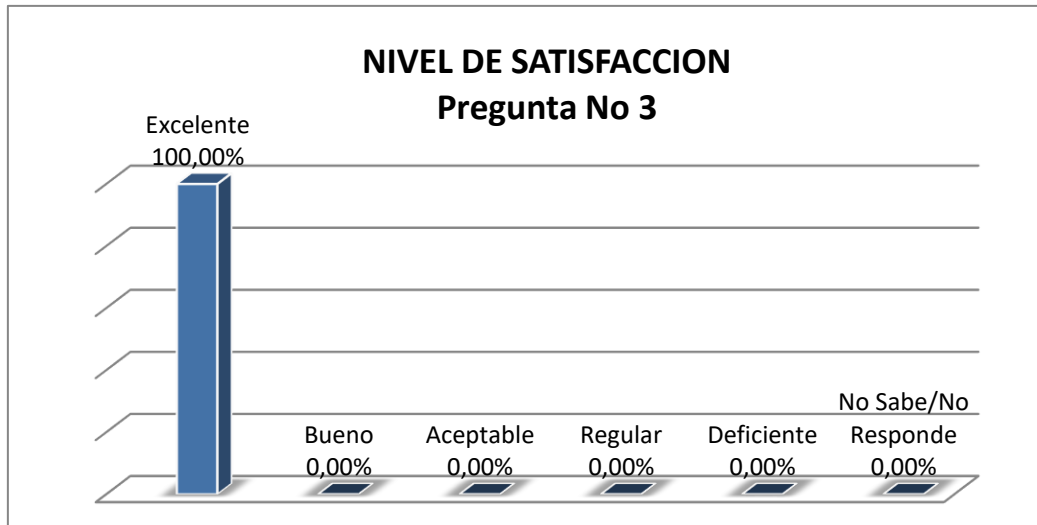 NIVEL DE SATISFACCION
Pregunta No 3
Excelente
100,00%
Bueno
0,00%
Aceptable
0,00%
Regular
0,00%
Deficiente
0,00%
No Sabe/No
Responde
0,00%